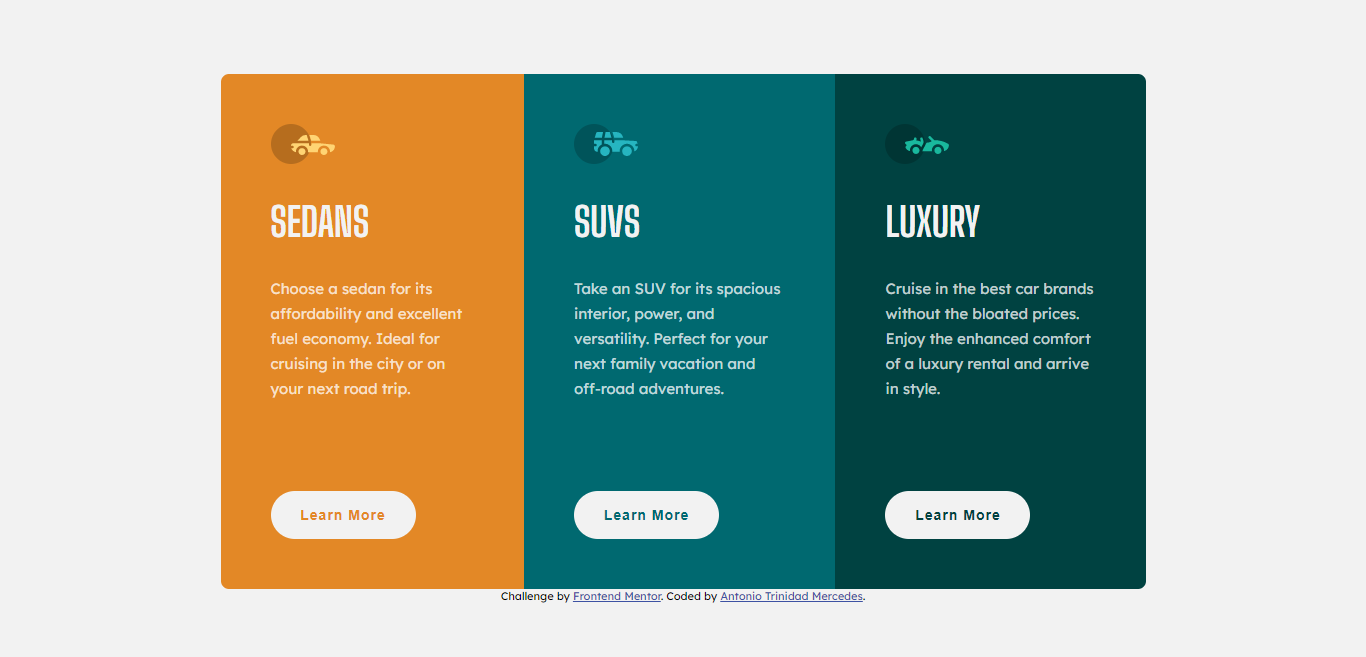 SEDANS
Choose a sedan for its
affordability and excellent
fuel economy. Ideal for
cruising in the city or on
your next road trip.
Learn More
SUVS
Take an SUV for its spacious
interior, power, and
versatility. Perfect for your
next family vacation and
off-road adventures.
Learn More
LUXURY
Cruise in the best car brands
without the bloated prices.
Enjoy the enhanced comfort
of a luxury rental and arrive
in style.
Learn More
Challenge by Frontend Mentor. Coded by Antonio Trinidad Mercedes.